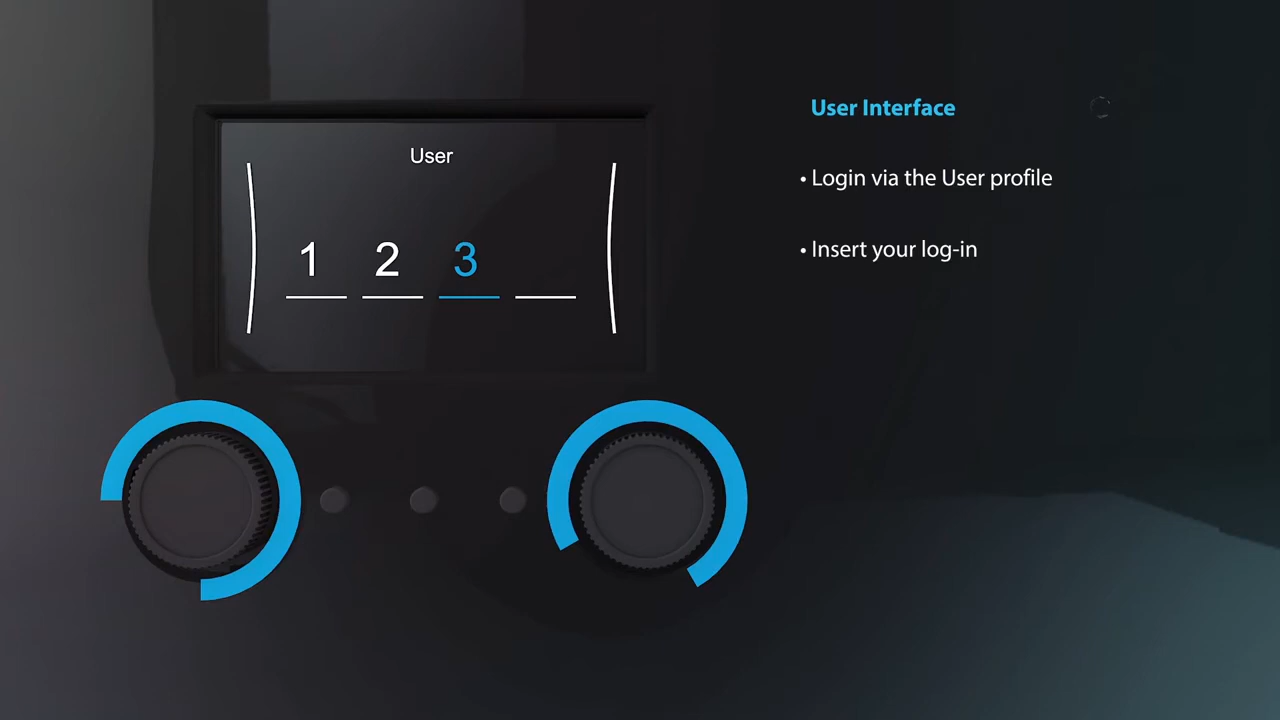 User
1 2 3
User Interface
• Login via the User profile
• Insert your log-in